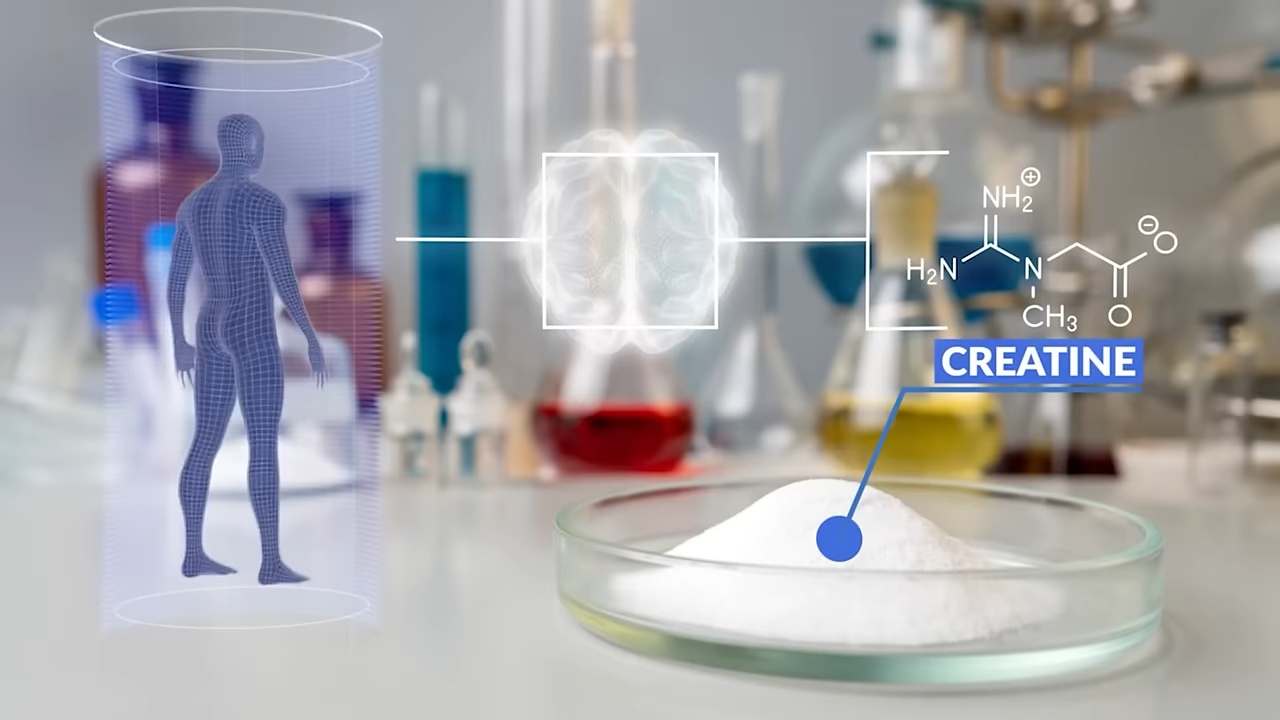 NH₂⊕
⊖
O
H₂N
N
CH₃
O
CREATINE